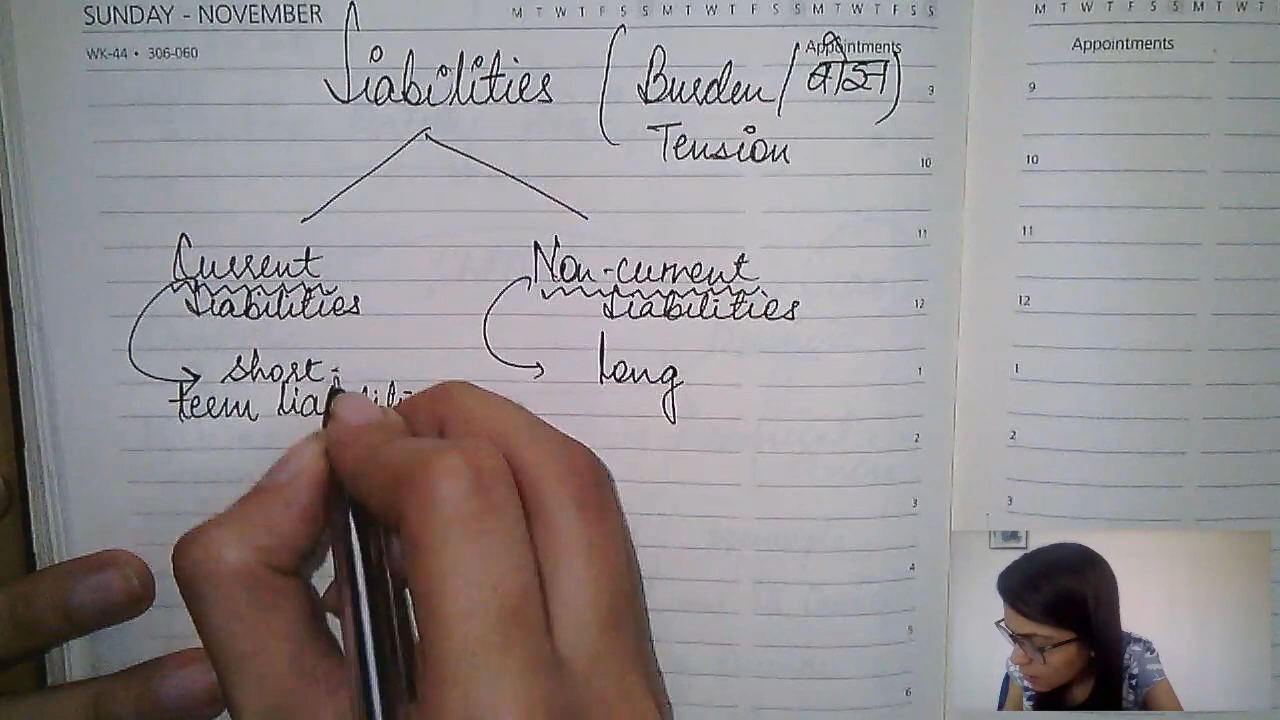 SUNDAY - NOVEMBER
M T W T F S S M T W T F S S M T W T F S S
M T W T F S S M T W T
WK-44 • 306-060
Appointments
Appointments
Liabilities (Burden / बोझ)
Tension
Current
Liabilities
Non-current
Liabilities
short
term
long
9
10
11
12
1
2
3
4
5
6
9
10
11
12
1
2
3